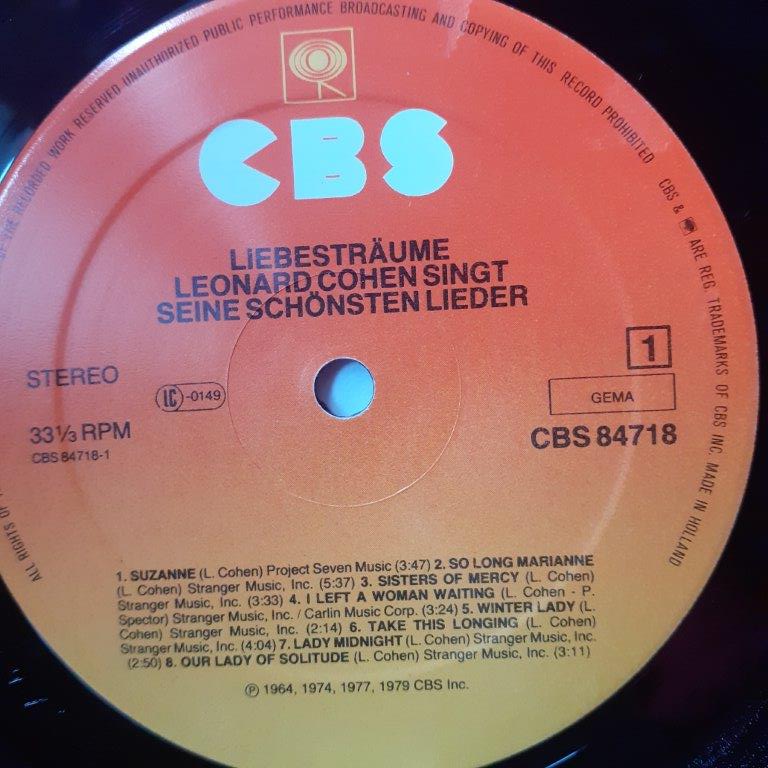 OF THE RECORDED WORK RESERVED UNAUTHORIZED PUBLIC PERFORMANCE BROADCASTING AND COPYING OF THIS RECORD PROHIBITED
CBS & ARE REG. TRADEMARKS OF CBS INC. MADE IN HOLLAND
CBS
LiEBESTRÄUME
LEONARD COHEN SINGT
SEINE SCHÖNSTEN LIEDER
STEREO
LC-0149
33⅓ RPM
CBS 84718-1
1
GEMA
CBS 84718
1. SUZANNE (L. Cohen) Project Seven Music (3:47) 2. SO LONG MARIANNE
(L. Cohen) Stranger Music, Inc. (5:37) 3. SISTERS OF MERCY (L. Cohen)
Stranger Music, Inc. (3:33) 4. I LEFT A WOMAN WAITING (L. Cohen - P.
Spector) Stranger Music, Inc. / Carlin Music Corp. (3:24) 5. WINTER LADY (L.
Cohen) Stranger Music, Inc. (2:14) 6. TAKE THIS LONGING (L. Cohen)
Stranger Music, Inc. (4:04) 7. LADY MIDNIGHT (L. Cohen) Stranger Music, Inc.
(2:50) 8. OUR LADY OF SOLITUDE (L. Cohen) Stranger Music, Inc. (3:11)
℗ 1964, 1974, 1977, 1979 CBS Inc.
ALL RIGHTS OF